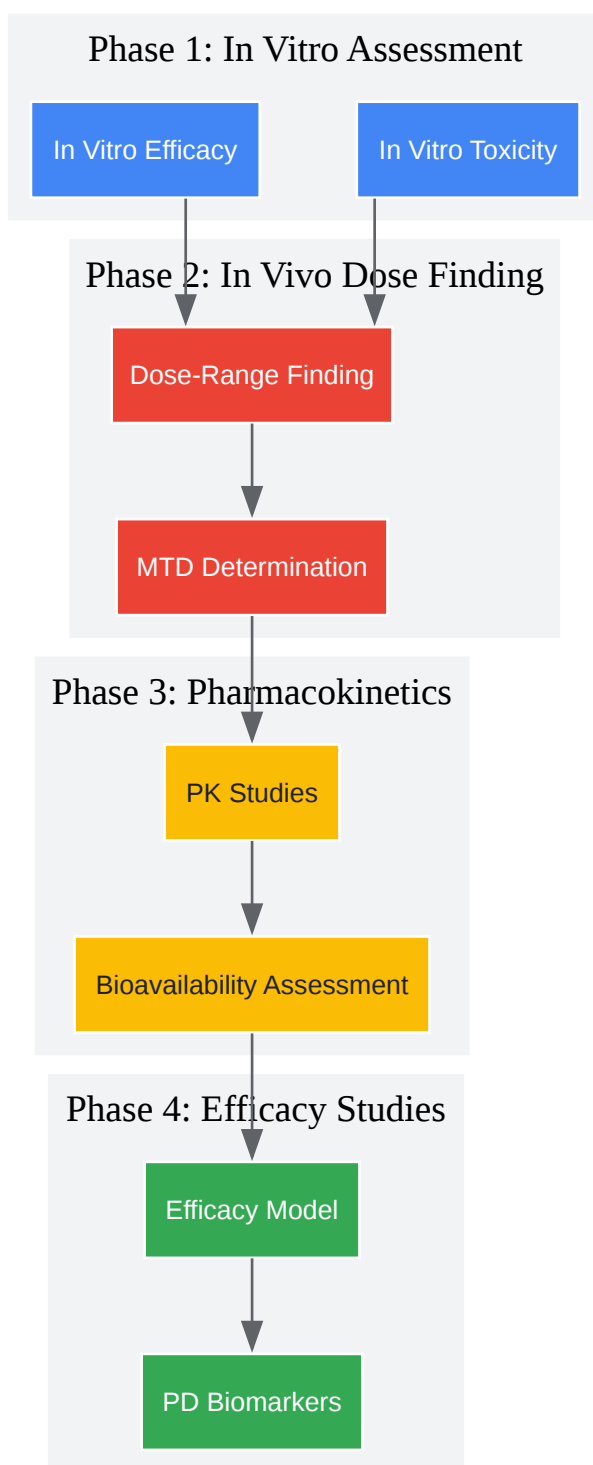 Phase 1: In Vitro Assessment
In Vitro Efficacy
In Vitro Toxicity
Phase 2: In Vivo Dose Finding
Dose-Range Finding
MTD Determination
Phase 3: Pharmacokinetics
PK Studies
Bioavailability Assessment
Phase 4: Efficacy Studies
Efficacy Model
PD Biomarkers